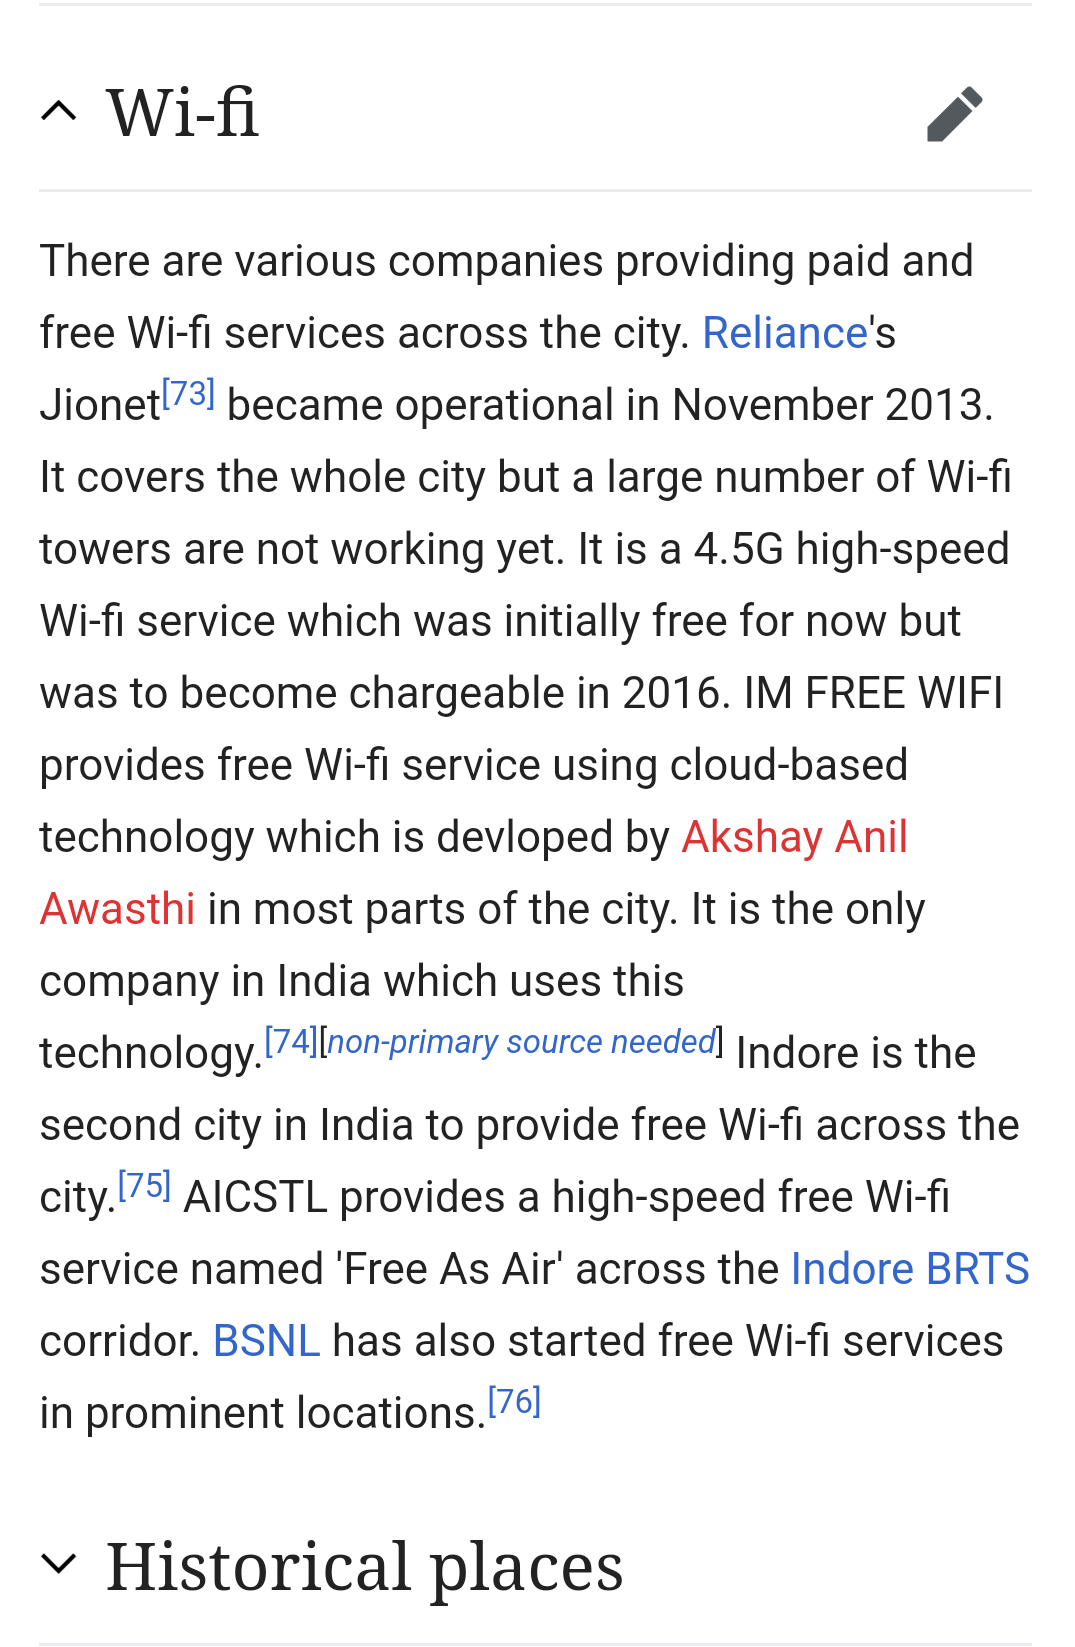 Wi-fi
There are various companies providing paid and
free Wi-fi services across the city. Reliance's
Jionet[73] became operational in November 2013.
It covers the whole city but a large number of Wi-fi
towers are not working yet. It is a 4.5G high-speed
Wi-fi service which was initially free for now but
was to become chargeable in 2016. IM FREE WIFI
provides free Wi-fi service using cloud-based
technology which is devloped by Akshay Anil
Awasthi in most parts of the city. It is the only
company in India which uses this
technology.[74][non-primary source needed] Indore is the
second city in India to provide free Wi-fi across the
city.[75] AICSTL provides a high-speed free Wi-fi
service named 'Free As Air' across the Indore BRTS
corridor. BSNL has also started free Wi-fi services
in prominent locations.[76]
Historical places